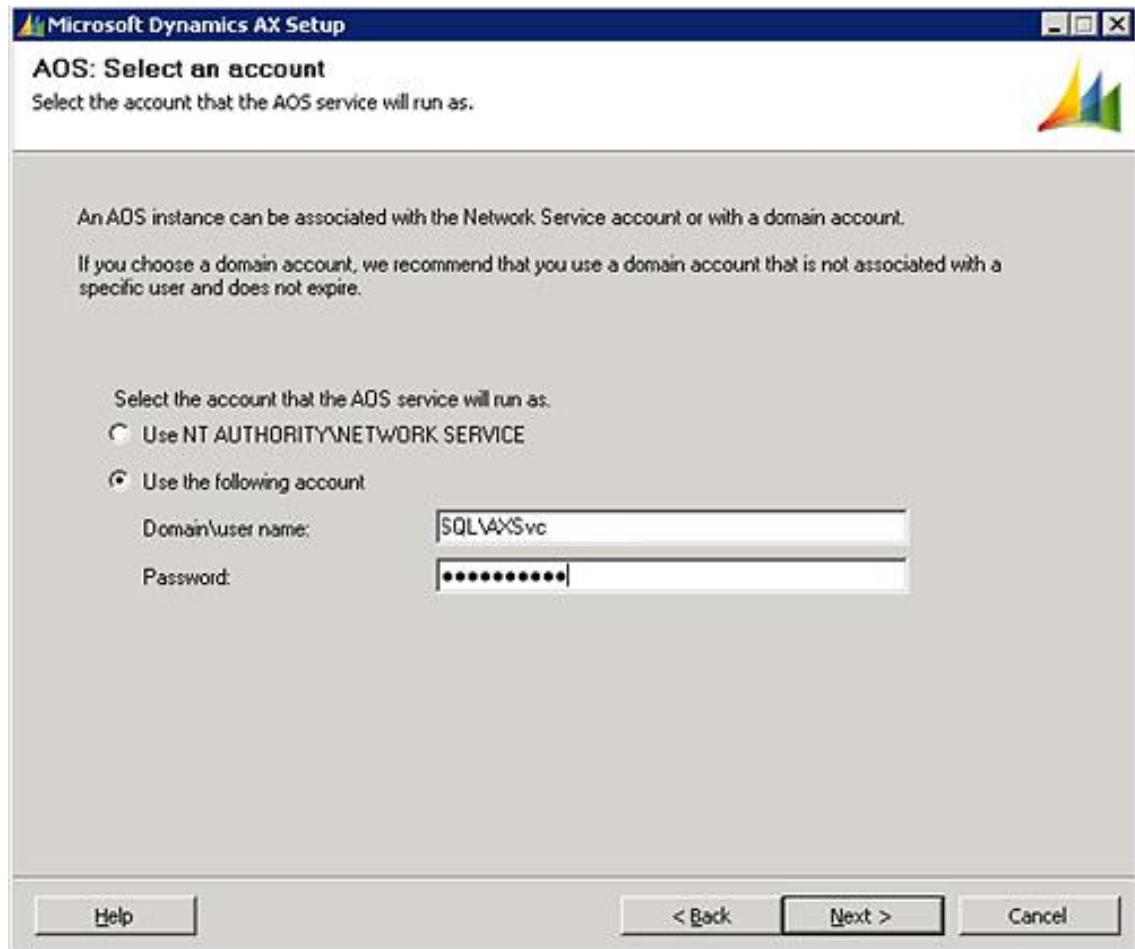 Microsoft Dynamics AX Setup
AOS: Select an account
Select the account that the AOS service will run as.
An AOS instance can be associated with the Network Service account or with a domain account.
If you choose a domain account, we recommend that you use a domain account that is not associated with a
specific user and does not expire.
Select the account that the AOS service will run as.
Use NT AUTHORITY\NETWORK SERVICE
Use the following account
Domain\user name: SQL\AXSvc
Password: ●●●●●●●●●●
Help < Back Next > Cancel